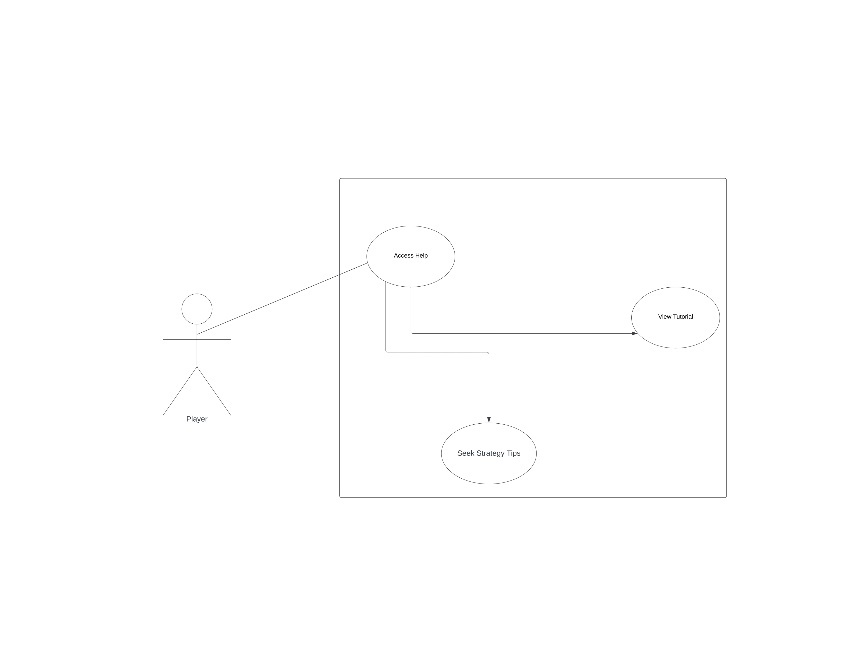 Access Help
View Tutorial
Player
Seek Strategy Tips